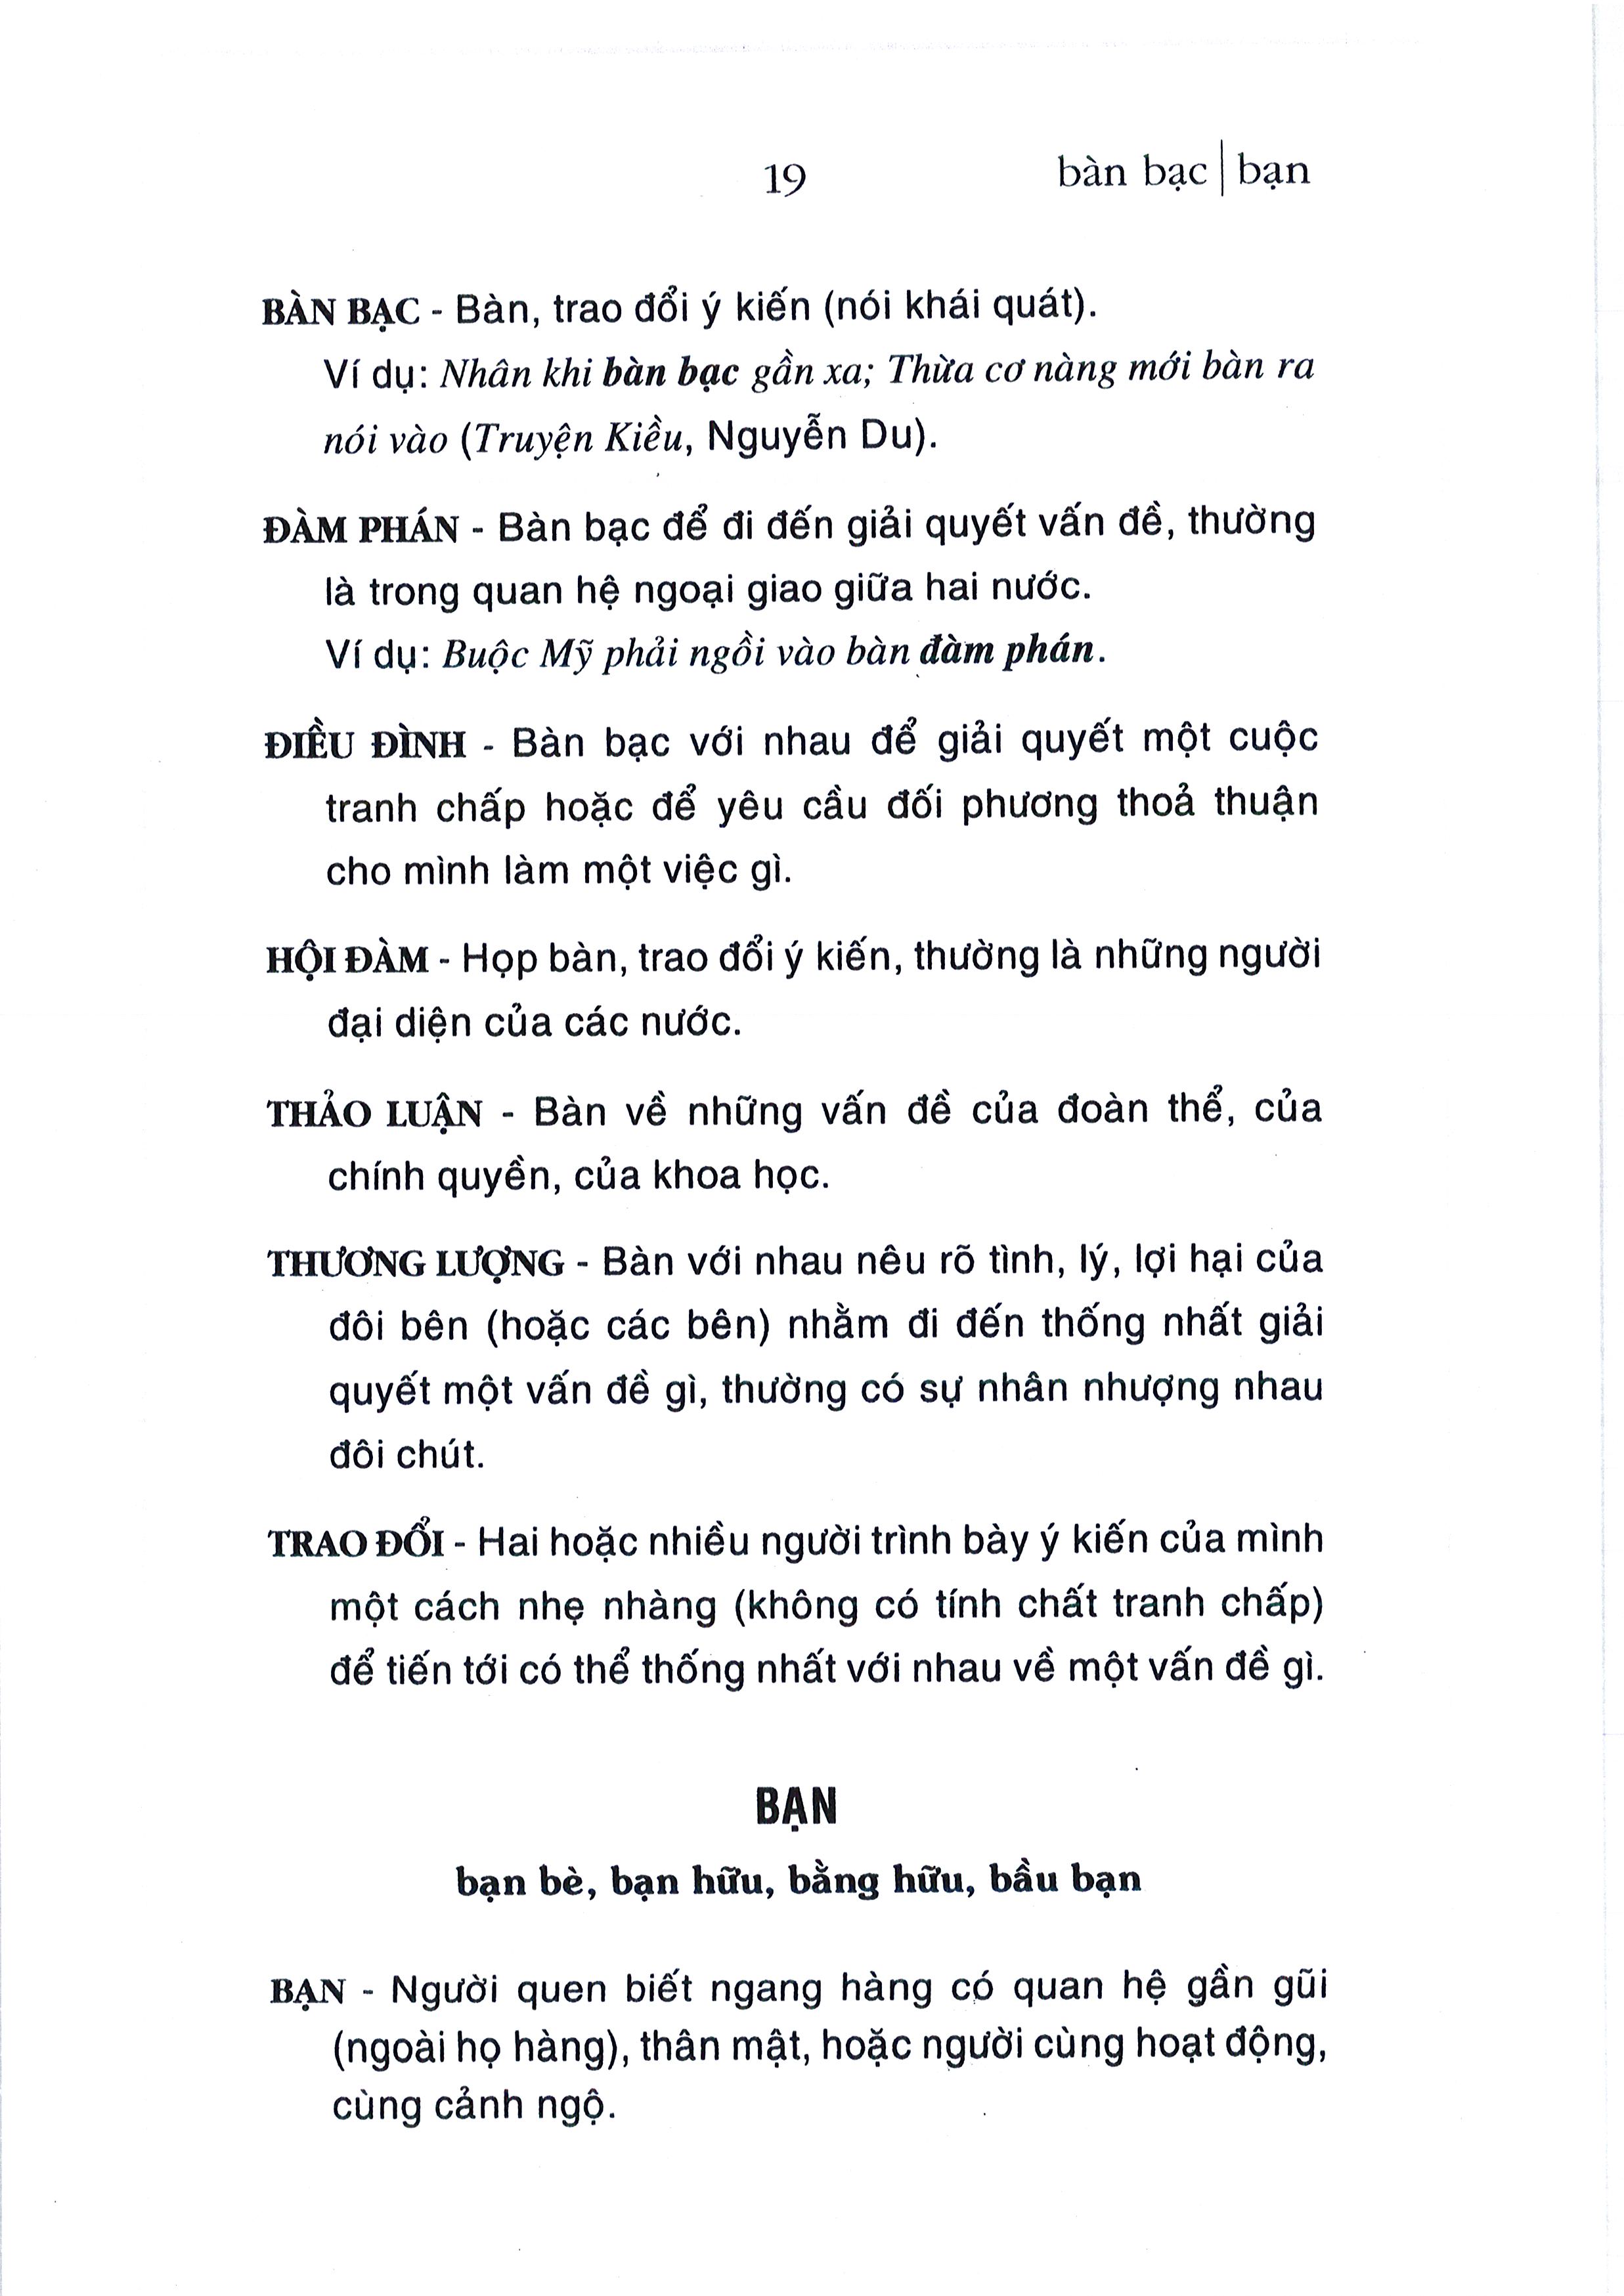 19
bàn bạc | bạn
BÀN BẠC - Bàn, trao đổi ý kiến (nói khái quát).
Ví dụ: Nhân khi bàn bạc gần xa; Thừa cơ nàng mới bàn ra
nói vào (Truyện Kiều, Nguyễn Du).
ĐÀM PHÁN - Bàn bạc để đi đến giải quyết vấn đề, thường
là trong quan hệ ngoại giao giữa hai nước.
Ví dụ: Buộc Mỹ phải ngồi vào bàn đàm phán.
ĐIỀU ĐÌNH - Bàn bạc với nhau để giải quyết một cuộc
tranh chấp hoặc để yêu cầu đối phương thoả thuận
cho mình làm một việc gì.
HỘI ĐÀM - Họp bàn, trao đổi ý kiến, thường là những người
đại diện của các nước.
THẢO LUẬN - Bàn về những vấn đề của đoàn thể, của
chính quyền, của khoa học.
THƯƠNG LƯỢNG - Bàn với nhau nêu rõ tình, lý, lợi hại của
đôi bên (hoặc các bên) nhằm đi đến thống nhất giải
quyết một vấn đề gì, thường có sự nhân nhượng nhau
đôi chút.
TRAO ĐỔI - Hai hoặc nhiều người trình bày ý kiến của mình
một cách nhẹ nhàng (không có tính chất tranh chấp)
để tiến tới có thể thống nhất với nhau về một vấn đề gì.
BẠN
bạn bè, bạn hữu, bằng hữu, bầu bạn
BẠN - Người quen biết ngang hàng có quan hệ gần gũi
(ngoài họ hàng), thân mật, hoặc người cùng hoạt động,
cùng cảnh ngộ.